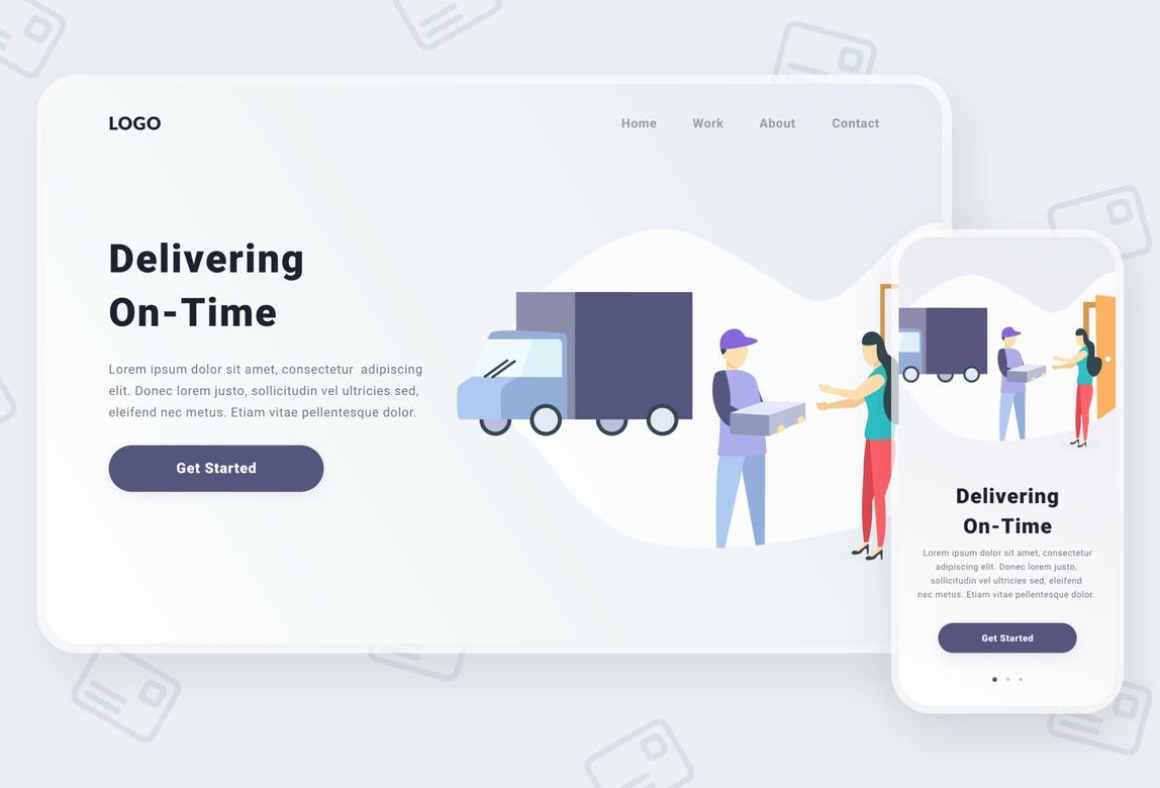 LOGO
Home Work About Contact
Delivering
On-Time
Lorem ipsum dolor sit amet, consectetur adipiscing
elit. Donec lorem justo, sollicitudin vel ultricies sed,
eleifend nec metus. Etiam vitae pellentesque dolor.
Get Started
Delivering
On-Time
Lorem ipsum dolor sit amet, consectetur
adipiscing elit. Donec lorem justo,
sollicitudin vel ultricies sed, eleifend
nec metus. Etiam vitae pellentesque dolor.
Get Started